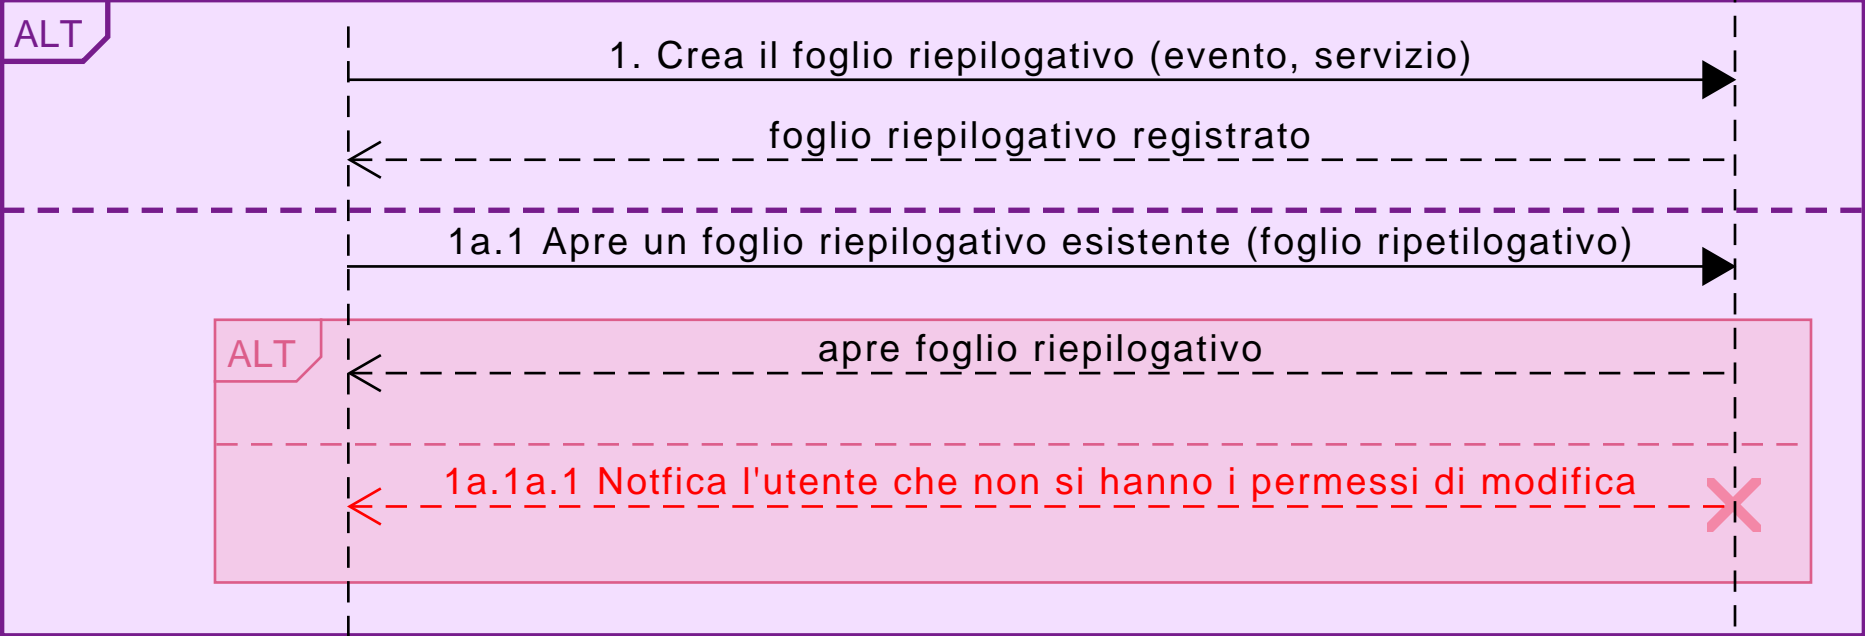 ALT
1. Crea il foglio riepilogativo (evento, servizio)
foglio riepilogativo registrato
1a.1 Apre un foglio riepilogativo esistente (foglio ripetilogativo)
ALT
apre foglio riepilogativo
1a.1a.1 Notfica l'utente che non si hanno i permessi di modifica